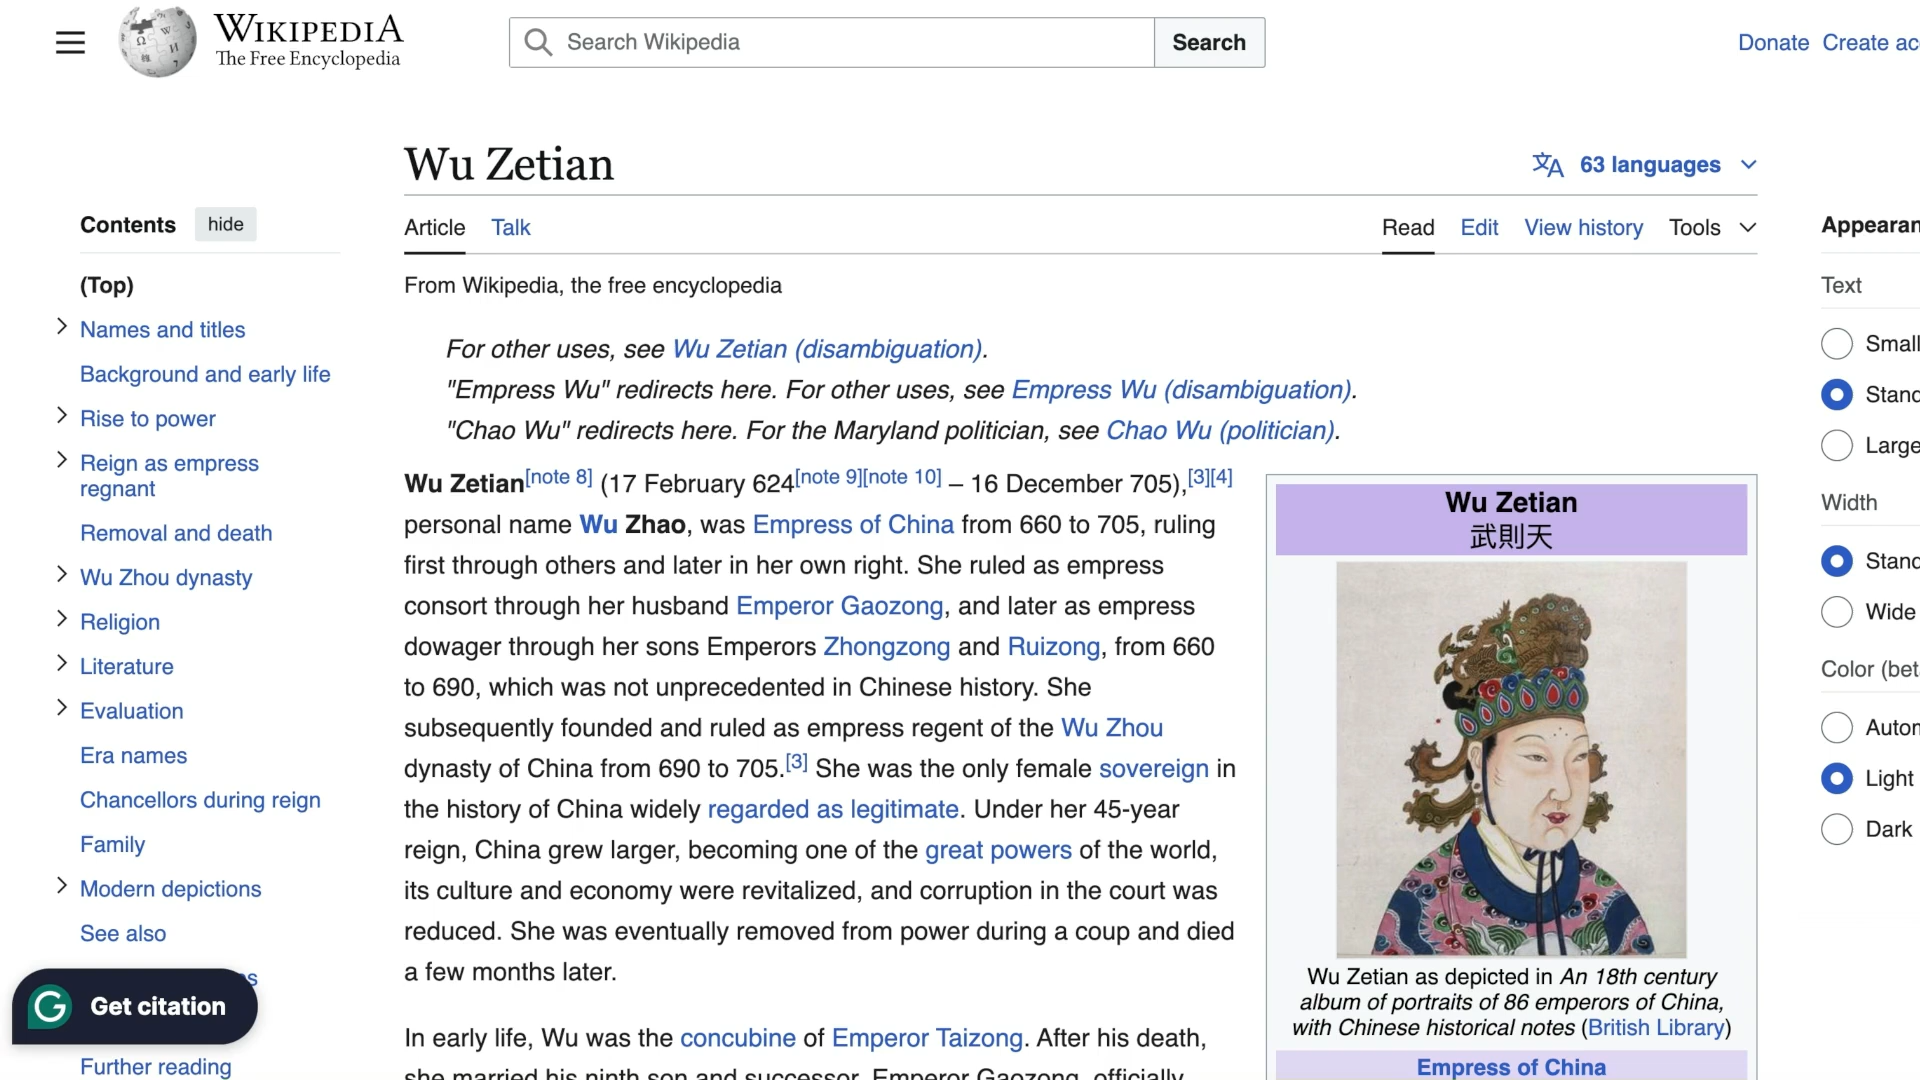 WIKIPEDIA
The Free Encyclopedia
Search Wikipedia
Search
Donate Create ac
Wu Zetian
63 languages
Contents hide
(Top)
Names and titles
Background and early life
Rise to power
Reign as empress
regnant
Removal and death
Wu Zhou dynasty
Religion
Literature
Evaluation
Era names
Chancellors during reign
Family
Modern depictions
See also
Get citation
Further reading
Article Talk
Read Edit View history Tools
From Wikipedia, the free encyclopedia
For other uses, see Wu Zetian (disambiguation).
"Empress Wu" redirects here. For other uses, see Empress Wu (disambiguation).
"Chao Wu" redirects here. For the Maryland politician, see Chao Wu (politician).
Wu Zetian[note 8] (17 February 624[note 9][note 10] – 16 December 705),[3][4]
personal name Wu Zhao, was Empress of China from 660 to 705, ruling
first through others and later in her own right. She ruled as empress
consort through her husband Emperor Gaozong, and later as empress
dowager through her sons Emperors Zhongzong and Ruizong, from 660
to 690, which was not unprecedented in Chinese history. She
subsequently founded and ruled as empress regent of the Wu Zhou
dynasty of China from 690 to 705.[3] She was the only female sovereign in
the history of China widely regarded as legitimate. Under her 45-year
reign, China grew larger, becoming one of the great powers of the world,
its culture and economy were revitalized, and corruption in the court was
reduced. She was eventually removed from power during a coup and died
a few months later.
In early life, Wu was the concubine of Emperor Taizong. After his death,
she married his ninth son and successor, Emperor Gaozong, officially
Wu Zetian
武則天
Wu Zetian as depicted in An 18th century
album of portraits of 86 emperors of China,
with Chinese historical notes (British Library)
Empress of China
Appearan
Text
Small
Stand
Large
Width
Stand
Wide
Color (bet
Auton
Light
Dark